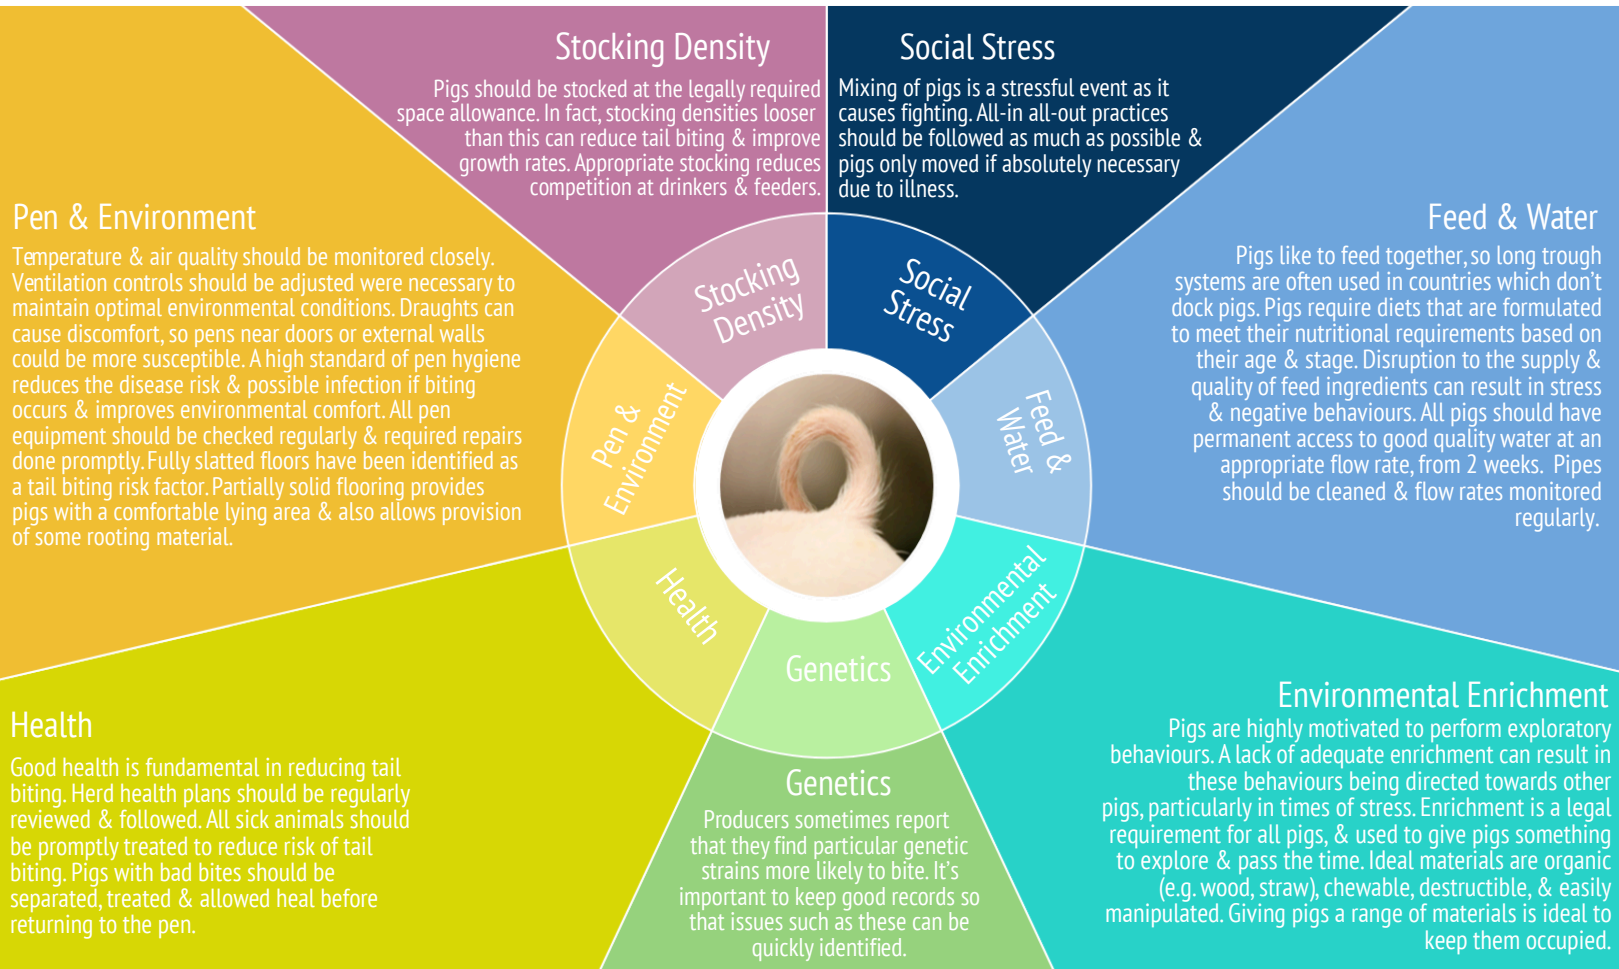 Stocking Density
Pigs should be stocked at the legally required
space allowance. In fact, stocking densities looser
than this can reduce tail biting & improve
growth rates. Appropriate stocking reduces
competition at drinkers & feeders.
Social Stress
Mixing of pigs is a stressful event as it
causes fighting. All-in all-out practices
should be followed as much as possible &
pigs only moved if absolutely necessary
due to illness.
Pen & Environment
Temperature & air quality should be monitored closely.
Ventilation controls should be adjusted were necessary to
maintain optimal environmental conditions. Draughts can
cause discomfort, so pens near doors or external walls
could be more susceptible. A high standard of pen hygiene
reduces the disease risk & possible infection if biting
occurs & improves environmental comfort. All pen
equipment should be checked regularly & required repairs
done promptly. Fully slatted floors have been identified as
a tail biting risk factor. Partially solid flooring provides
pigs with a comfortable lying area & also allows provision
of some rooting material.
Feed & Water
Pigs like to feed together, so long trough
systems are often used in countries which don't
dock pigs. Pigs require diets that are formulated
to meet their nutritional requirements based on
their age & stage. Disruption to the supply &
quality of feed ingredients can result in stress
& negative behaviours. All pigs should have
permanent access to good quality water at an
appropriate flow rate, from 2 weeks. Pipes
should be cleaned & flow rates monitored
regularly.
Stocking
Density
Social
Stress
Pen &
Environment
Feed &
Water
Health
Genetics
Environmental
Enrichment
Health
Good health is fundamental in reducing tail
biting. Herd health plans should be regularly
reviewed & followed. All sick animals should
be promptly treated to reduce risk of tail
biting. Pigs with bad bites should be
separated, treated & allowed heal before
returning to the pen.
Genetics
Producers sometimes report
that they find particular genetic
strains more likely to bite. It's
important to keep good records so
that issues such as these can be
quickly identified.
Environmental Enrichment
Pigs are highly motivated to perform exploratory
behaviours. A lack of adequate enrichment can result in
these behaviours being directed towards other
pigs, particularly in times of stress. Enrichment is a legal
requirement for all pigs, & used to give pigs something
to explore & pass the time. Ideal materials are organic
(e.g. wood, straw), chewable, destructible, & easily
manipulated. Giving pigs a range of materials is ideal to
keep them occupied.